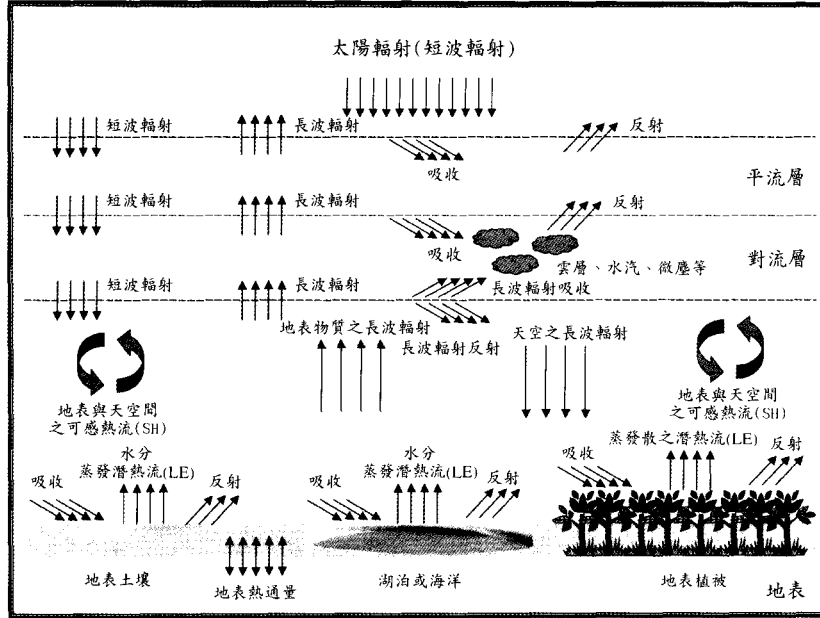 太陽輻射(短波輻射)
短波輻射
長波輻射
反射
吸收
平流層
短波輻射
長波輻射
反射
吸收
雲層、水汽、微塵等
對流層
短波輻射
長波輻射
長波輻射吸收
地表物質之長波輻射
長波輻射反射
天空之長波輻射
地表與天空間
之可感熱流(SH)
地表與天空間
之可感熱流(SH)
吸收
水分
蒸發潛熱流(LE)
反射
吸收
水分
蒸發潛熱流(LE)
反射
吸收
蒸發散之潛熱流(LE)
反射
地表土壤
地表熱通量
湖泊或海洋
地表植被
地表